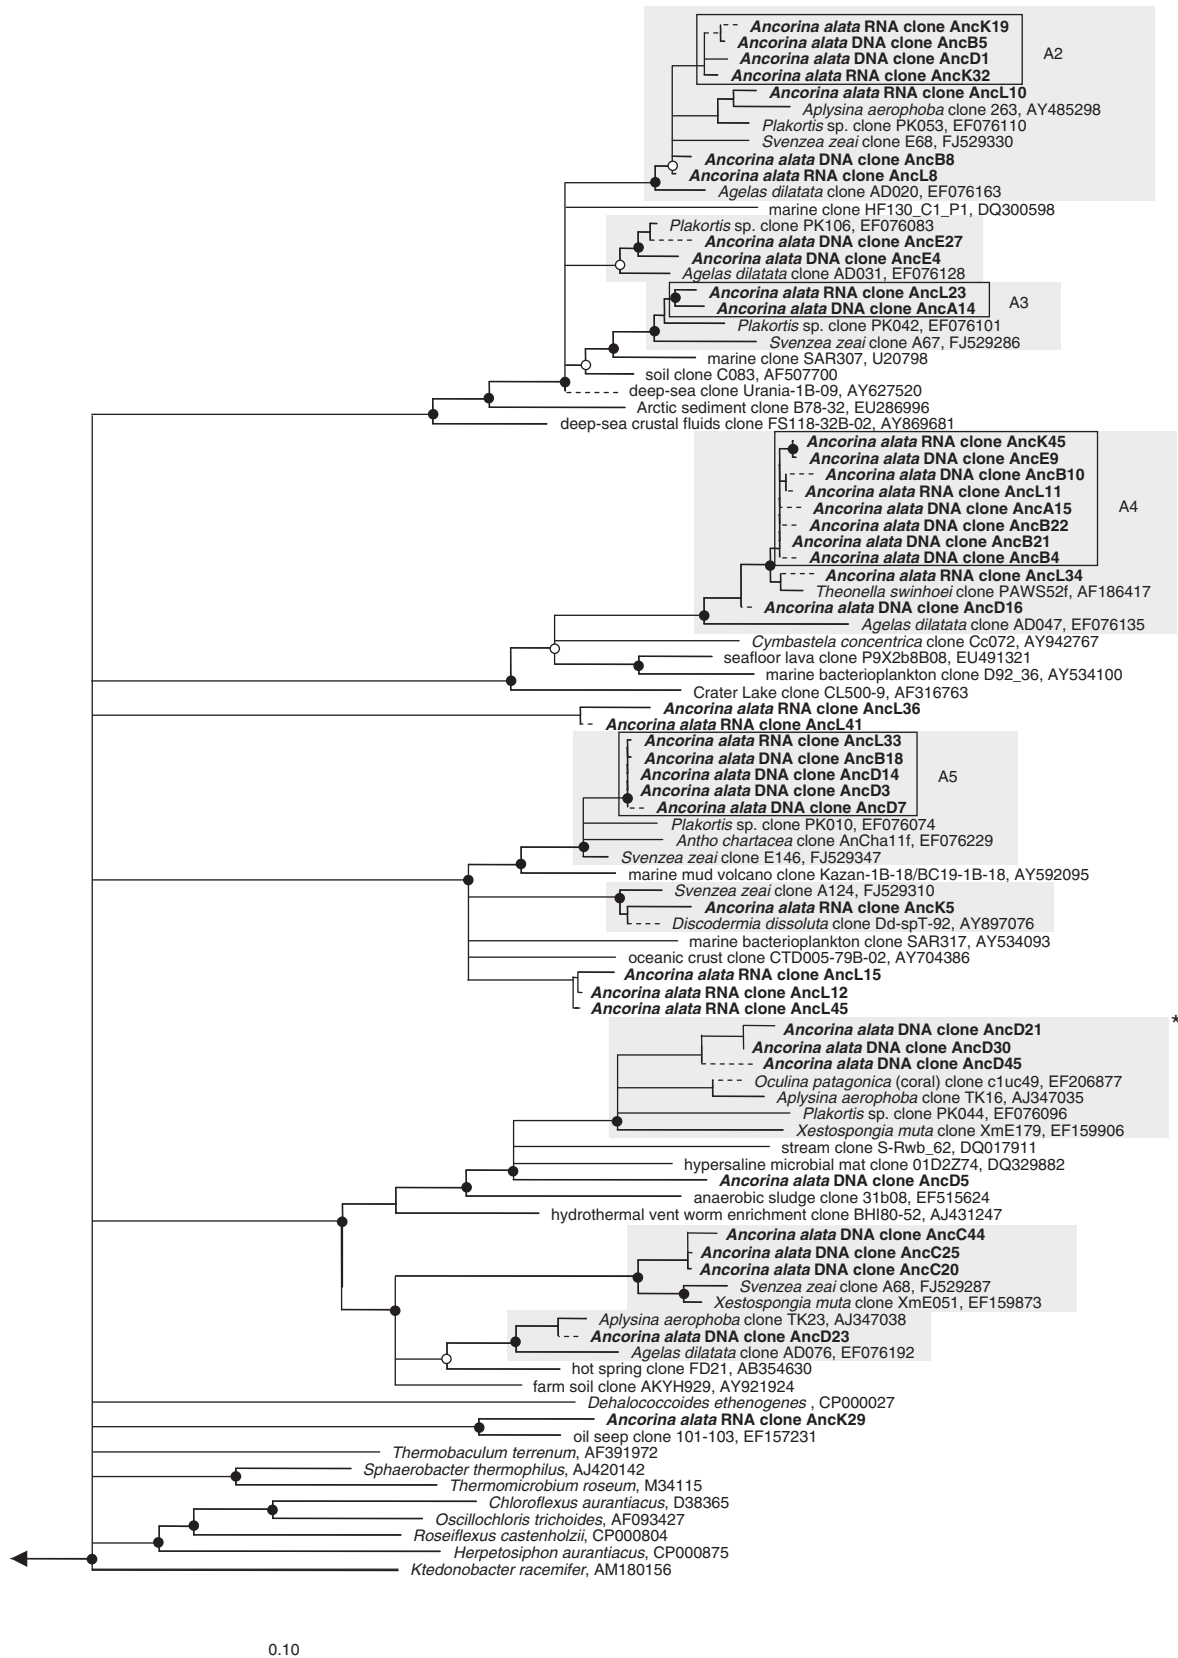 Ancorina alata RNA clone AncK19
Ancorina alata DNA clone AncB5
Ancorina alata DNA clone AncD1
A2
Ancorina alata RNA clone AncK32
Ancorina alata RNA clone AncL10
Aplysina aerophoba clone 263, AY485298
Plakortis sp. clone PK053, EF076110
Svenzea zeai clone E68, FJ529330
Ancorina alata DNA clone AncB8
Ancorina alata RNA clone AncL8
Agelas dilatata clone AD020, EF076163
marine clone HF130_C1_P1, DQ300598
Plakortis sp. clone PK106, EF076083
Ancorina alata DNA clone AncE27
Ancorina alata DNA clone AncE4
Agelas dilatata clone AD031, EF076128
Ancorina alata RNA clone AncL23
A3
Ancorina alata DNA clone AncA14
Plakortis sp. clone PK042, EF076101
Svenzea zeai clone A67, FJ529286
marine clone SAR307, U20798
soil clone C083, AF507700
deep-sea clone Urania-1B-09, AY627520
Arctic sediment clone B78-32, EU286996
deep-sea crustal fluids clone FS118-32B-02, AY869681
Ancorina alata RNA clone AncK45
Ancorina alata DNA clone AncE9
Ancorina alata DNA clone AncB10
Ancorina alata RNA clone AncL11
Ancorina alata DNA clone AncA15
A4
Ancorina alata DNA clone AncB22
Ancorina alata DNA clone AncB21
Ancorina alata DNA clone AncB4
Ancorina alata RNA clone AncL34
Theonella swinhoei clone PAWS52f, AF186417
Ancorina alata DNA clone AncD16
Agelas dilatata clone AD047, EF076135
Cymbastela concentrica clone Cc072, AY942767
seafloor lava clone P9X2b8B08, EU491321
marine bacterioplankton clone D92_36, AY534100
Crater Lake clone CL500-9, AF316763
Ancorina alata RNA clone AncL36
Ancorina alata RNA clone AncL41
Ancorina alata RNA clone AncL33
Ancorina alata DNA clone AncB18
Ancorina alata DNA clone AncD14
A5
Ancorina alata DNA clone AncD3
Ancorina alata DNA clone AncD7
Plakortis sp. clone PK010, EF076074
Antho chartacea clone AnCha11f, EF076229
Svenzea zeai clone E146, FJ529347
marine mud volcano clone Kazan-1B-18/BC19-1B-18, AY592095
Svenzea zeai clone A124, FJ529310
Ancorina alata RNA clone AncK5
Discodermia dissoluta clone Dd-spT-92, AY897076
marine bacterioplankton clone SAR317, AY534093
oceanic crust clone CTD005-79B-02, AY704386
Ancorina alata RNA clone AncL15
Ancorina alata RNA clone AncL12
Ancorina alata RNA clone AncL45
*
Ancorina alata DNA clone AncD21
Ancorina alata DNA clone AncD30
Ancorina alata DNA clone AncD45
Oculina patagonica (coral) clone c1uc49, EF206877
Aplysina aerophoba clone TK16, AJ347035
Plakortis sp. clone PK044, EF076096
Xestospongia muta clone XmE179, EF159906
stream clone S-Rwb_62, DQ017911
hypersaline microbial mat clone 01D2Z74, DQ329882
Ancorina alata DNA clone AncD5
anaerobic sludge clone 31b08, EF515624
hydrothermal vent worm enrichment clone BHI80-52, AJ431247
Ancorina alata DNA clone AncC44
Ancorina alata DNA clone AncC25
Ancorina alata DNA clone AncC20
Svenzea zeai clone A68, FJ529287
Xestospongia muta clone XmE051, EF159873
Aplysina aerophoba clone TK23, AJ347038
Ancorina alata DNA clone AncD23
Agelas dilatata clone AD076, EF076192
hot spring clone FD21, AB354630
farm soil clone AKYH929, AY921924
Dehalococcoides ethenogenes , CP000027
Ancorina alata RNA clone AncK29
oil seep clone 101-103, EF157231
Thermobaculum terrenum, AF391972
Sphaerobacter thermophilus, AJ420142
Thermomicrobium roseum, M34115
Chloroflexus aurantiacus, D38365
Oscillochloris trichoides, AF093427
Roseiflexus castenholzii, CP000804
Herpetosiphon aurantiacus, CP000875
Ktedonobacter racemifer, AM180156
0.10